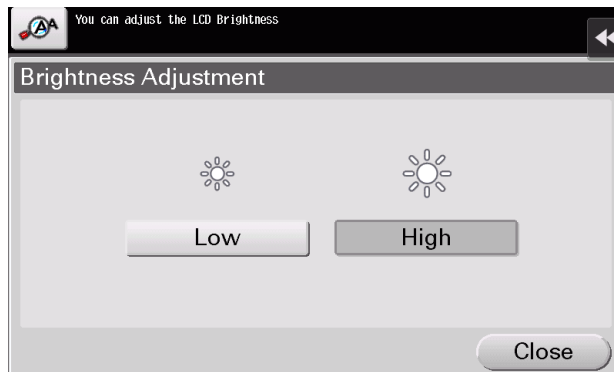 You can adjust the LCD Brightness
Brightness Adjustment
Low
High
Close